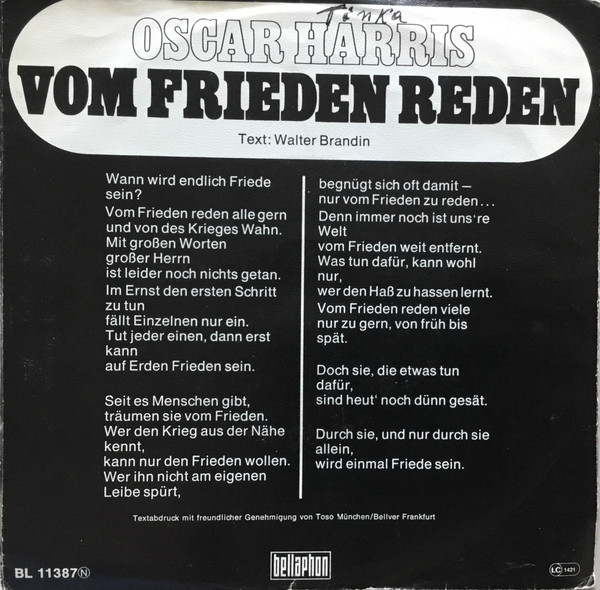 Tinka
OSCAR HARRIS
VOM FRIEDEN REDEN
Text: Walter Brandin
Wann wird endlich Friede
sein?
Vom Frieden reden alle gern
und von des Krieges Wahn.
Mit großen Worten
großer Herrn
ist leider noch nichts getan.
Im Ernst den ersten Schritt
zu tun
fällt Einzelnen nur ein.
Tut jeder einen, dann erst
kann
auf Erden Frieden sein.
Seit es Menschen gibt,
träumen sie vom Frieden.
Wer den Krieg aus der Nähe
kennt,
kann nur den Frieden wollen.
Wer ihn nicht am eigenen
Leibe spürt,
begnügt sich oft damit —
nur vom Frieden zu reden...
Denn immer noch ist uns're
Welt
vom Frieden weit entfernt.
Was tun dafür, kann wohl
nur,
wer den Haß zu hassen lernt.
Vom Frieden reden viele
nur zu gern, von früh bis
spät.
Doch sie, die etwas tun
dafür,
sind heut' noch dünn gesät.
Durch sie, und nur durch sie
allein,
wird einmal Friede sein.
Textabdruck mit freundlicher Genehmigung von Toso München/Bellver Frankfurt
BL 11387 N
bellaphon
LC 1421